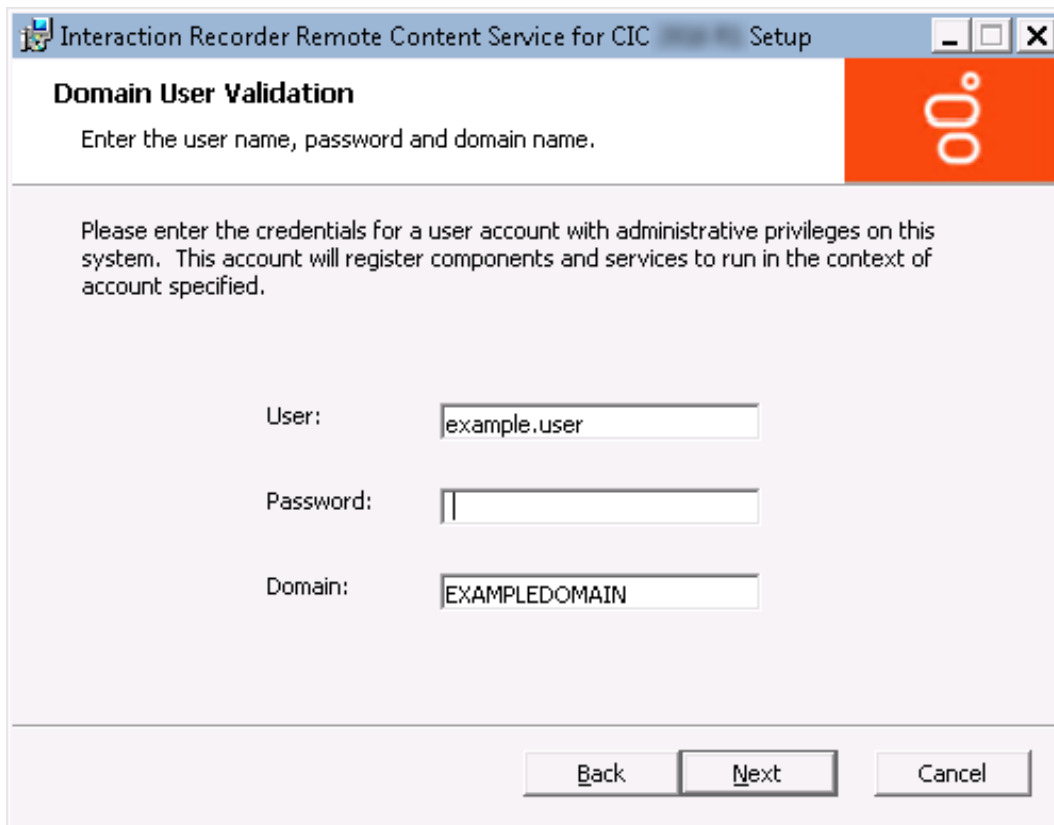 Interaction Recorder Remote Content Service for CIC Setup
Domain User Validation
Enter the user name, password and domain name.
Please enter the credentials for a user account with administrative privileges on this
system.  This account will register components and services to run in the context of
account specified.
User:
example.user
Password:
Domain:
EXAMPLEDOMAIN
Back
Next
Cancel